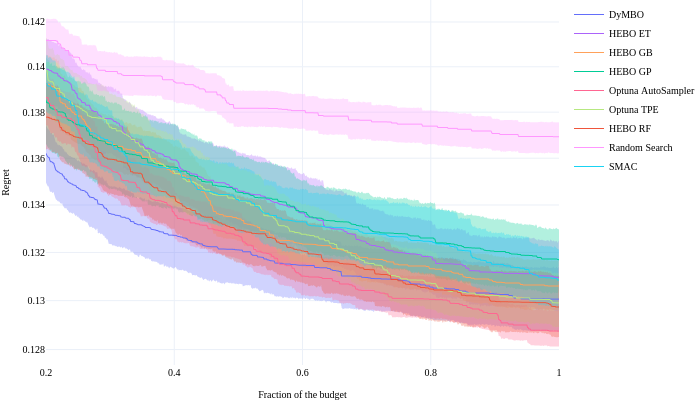 0.142
0.14
0.138
0.136
0.134
0.132
0.13
0.128
Regret
0.2
0.4
0.6
0.8
1
Fraction of the budget
DyMBO
HEBO ET
HEBO GB
HEBO GP
Optuna AutoSampler
Optuna TPE
HEBO RF
Random Search
SMAC